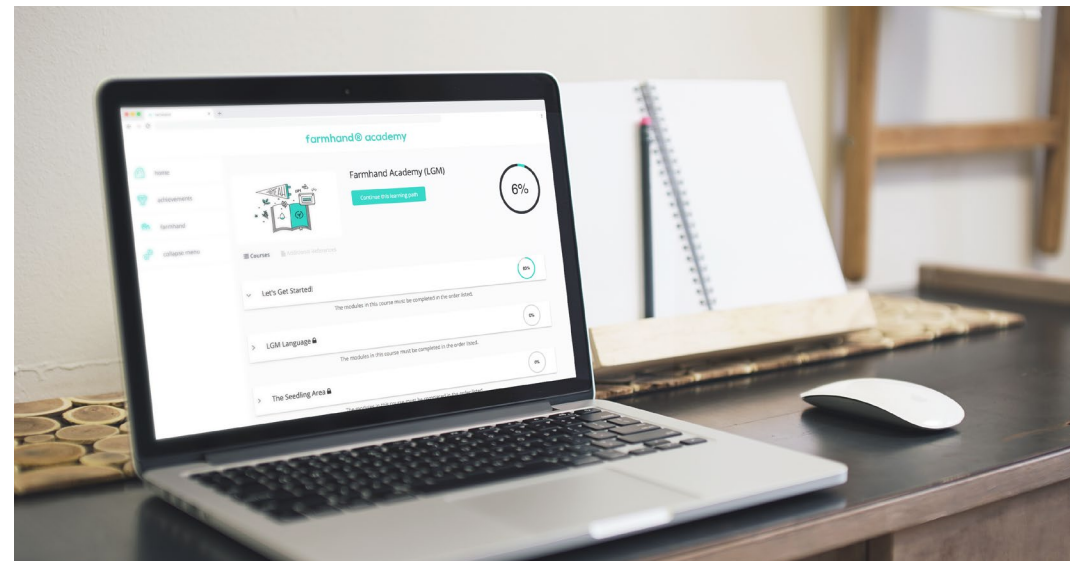 farmhand® academy
home
achievements
farmhand
collapse menu
Farmhand Academy (LGM)
Continue this learning path
6%
Courses
Let's Get Started!
The modules in this course must be completed in the order listed.
LGM Language
0%
The modules in this course must be completed in the order listed.
The Seedling Area
0%